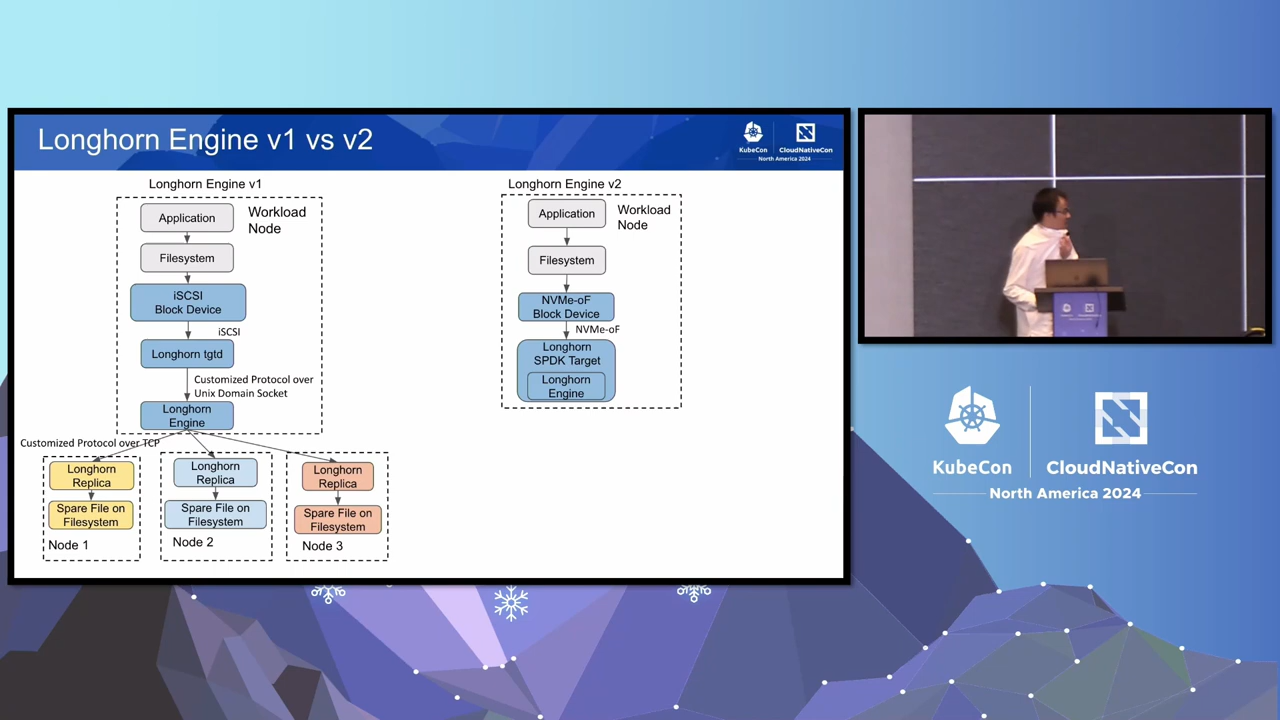 Longhorn Engine v1 vs v2
KubeCon
CloudNativeCon
North America 2024
Longhorn Engine v1
Application
Workload
Node
Filesystem
iSCSI
Block Device
iSCSI
Longhorn tgtd
Customized Protocol over
Unix Domain Socket
Longhorn
Engine
Customized Protocol over TCP
Longhorn
Replica
Spare File on
Filesystem
Node 1
Longhorn
Replica
Spare File on
Filesystem
Node 2
Longhorn
Replica
Spare File on
Filesystem
Node 3
Longhorn Engine v2
Application
Workload
Node
Filesystem
NVMe-oF
Block Device
NVMe-oF
Longhorn
SPDK Target
Longhorn
Engine
KubeCon
CloudNativeCon
North America 2024